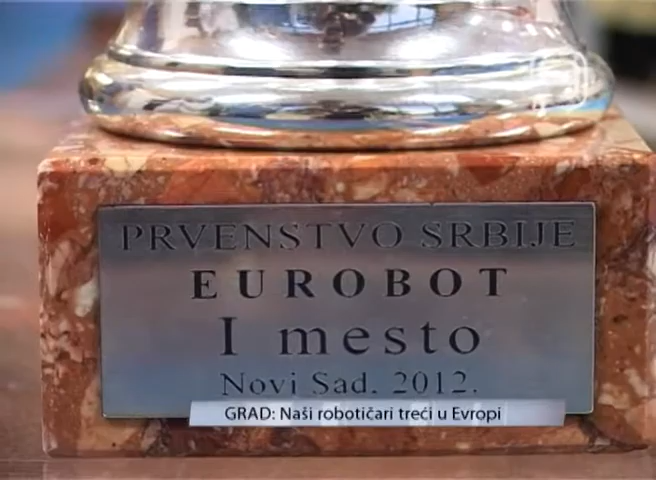 PRVENSTVO SRBIJE
EUROBOT
I mesto
Novi Sad, 2012.
GRAD: Naši robotičari treći u Evropi